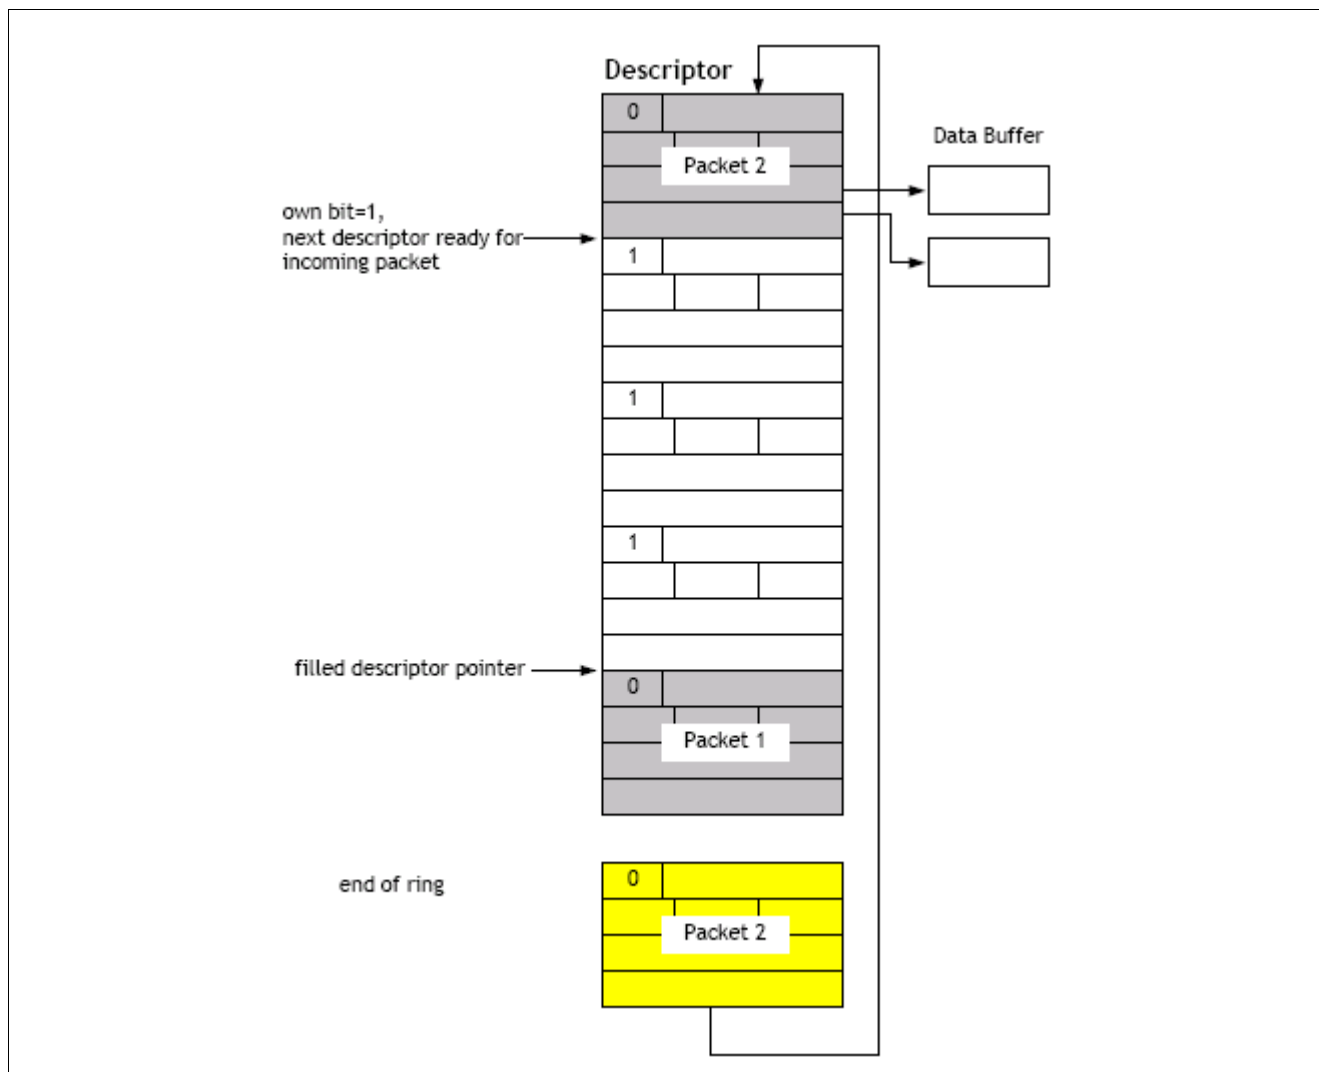 Descriptor
0
Data Buffer
Packet 2
own bit=1,
next descriptor ready for
incoming packet
1
1
1
filled descriptor pointer
0
Packet 1
end of ring
0
Packet 2